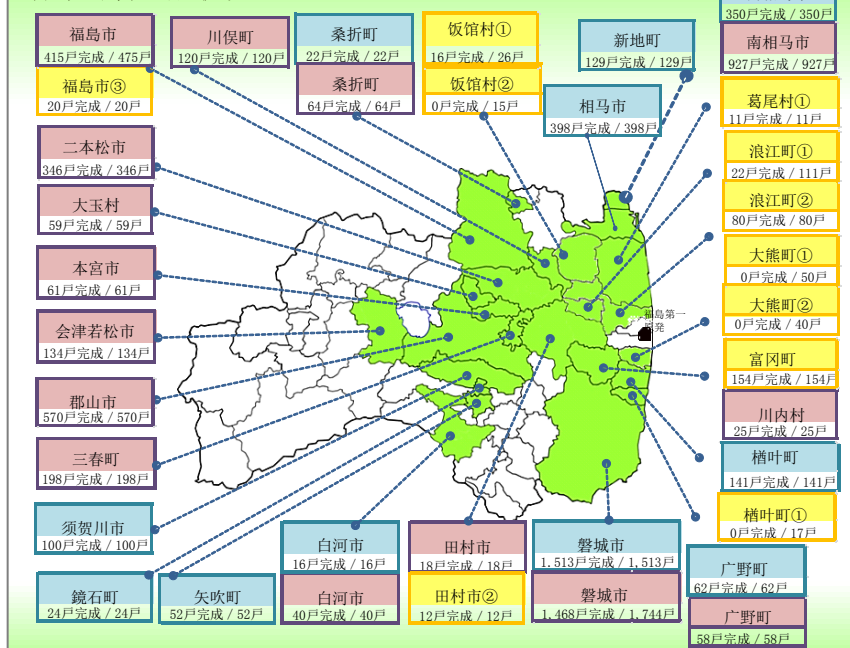 福島市
415戸完成 / 475戸
福島市③
20戸完成 / 20戸
川俣町
120戸完成 / 120戸
桑折町
22戸完成 / 22戸
桑折町
64戸完成 / 64戸
饭馆村①
16戸完成 / 26戸
饭馆村②
0戸完成 / 15戸
新地町
129戸完成 / 129戸
相马市
398戸完成 / 398戸
350戸完成 / 350戸
南相马市
927戸完成 / 927戸
葛尾村①
11戸完成 / 11戸
浪江町①
22戸完成 / 111戸
浪江町②
80戸完成 / 80戸
大熊町①
0戸完成 / 50戸
大熊町②
0戸完成 / 40戸
富冈町
154戸完成 / 154戸
川内村
25戸完成 / 25戸
楢叶町
141戸完成 / 141戸
楢叶町①
0戸完成 / 17戸
広野町
62戸完成 / 62戸
広野町
58戸完成 / 58戸
二本松市
346戸完成 / 346戸
大玉村
59戸完成 / 59戸
本宮市
61戸完成 / 61戸
会津若松市
134戸完成 / 134戸
郡山市
570戸完成 / 570戸
三春町
198戸完成 / 198戸
须贺川市
100戸完成 / 100戸
鏡石町
24戸完成 / 24戸
矢吹町
52戸完成 / 52戸
白河市
16戸完成 / 16戸
白河市
40戸完成 / 40戸
田村市
18戸完成 / 18戸
田村市②
12戸完成 / 12戸
磐城市
1,513戸完成 / 1,513戸
磐城市
1,468戸完成 / 1,744戸
福島第一
原発